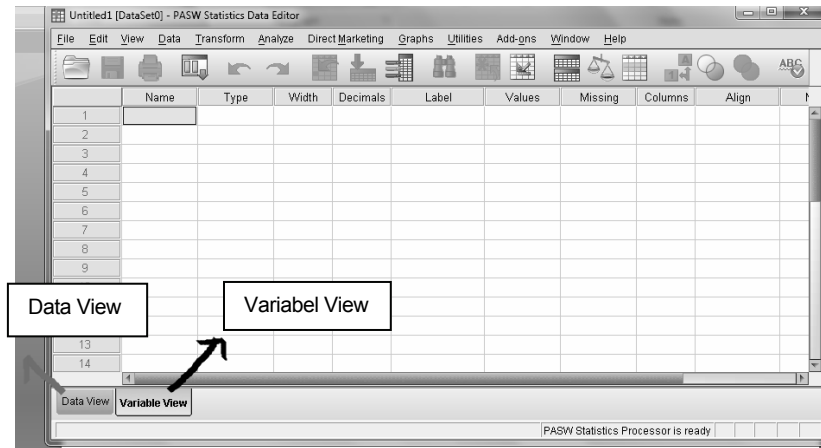 Untitled1 [DataSet0] - PASW Statistics Data Editor
File Edit View Data Transform Analyze Direct Marketing Graphs Utilities Add-ons Window Help
Name Type Width Decimals Label Values Missing Columns Align
1
2
3
4
5
6
7
8
9
Data View
Variabel View
13
14
Data View Variable View
PASW Statistics Processor is ready